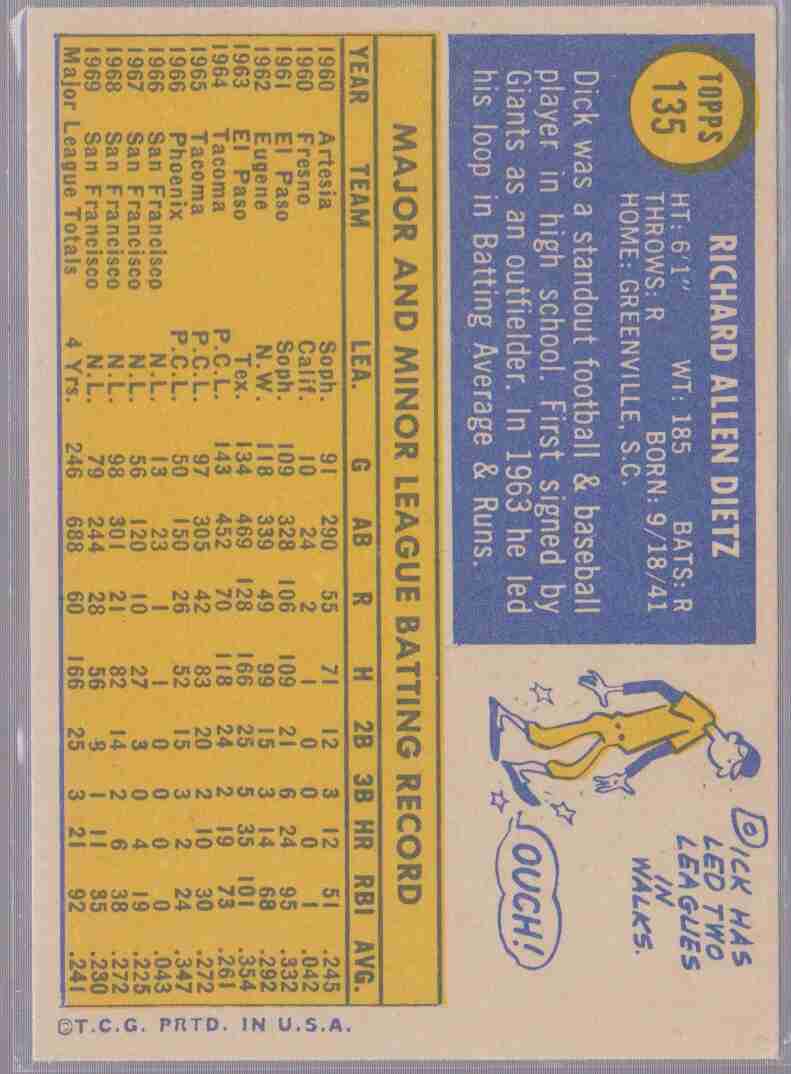 TOPPS
135
RICHARD ALLEN DIETZ
HT: 6'1" WT: 185 BATS: R
THROWS: R BORN: 9/18/41
HOME: GREENVILLE, S.C.
Dick was a standout football & baseball
player in high school. First signed by
Giants as an outfielder. In 1963 he led
his loop in Batting Average & Runs.
DICK HAS
LED TWO
LEAGUES
IN
WALKS.
OUCH!
MAJOR AND MINOR LEAGUE BATTING RECORD
YEAR TEAM LEA. G AB R H 2B 3B HR RBI AVG.
1960 Artesia Soph. 91 290 55 71 12 3 12 51 .245
1960 Fresno Calif. 10 24 2 1 0 0 0 1 .042
1961 El Paso Soph. 109 328 106 109 21 6 24 95 .332
1962 Eugene N.W. 118 339 49 99 15 3 14 68 .292
1963 El Paso Tex. 134 469 128 166 25 5 35 101 .354
1964 Tacoma P.C.L. 143 452 70 118 24 2 19 73 .261
1965 Tacoma P.C.L. 97 305 42 83 20 2 10 30 .272
1966 Phoenix P.C.L. 50 150 26 52 15 3 2 24 .347
1966 San Francisco N.L. 13 23 1 1 0 0 0 0 .043
1967 San Francisco N.L. 56 120 10 27 3 0 4 19 .225
1968 San Francisco N.L. 98 301 21 82 14 2 6 38 .272
1969 San Francisco N.L. 79 244 28 56 8 1 11 35 .230
Major League Totals 4 Yrs. 246 688 60 166 25 3 21 92 .241
©T.C.G. PRTD. IN U.S.A.